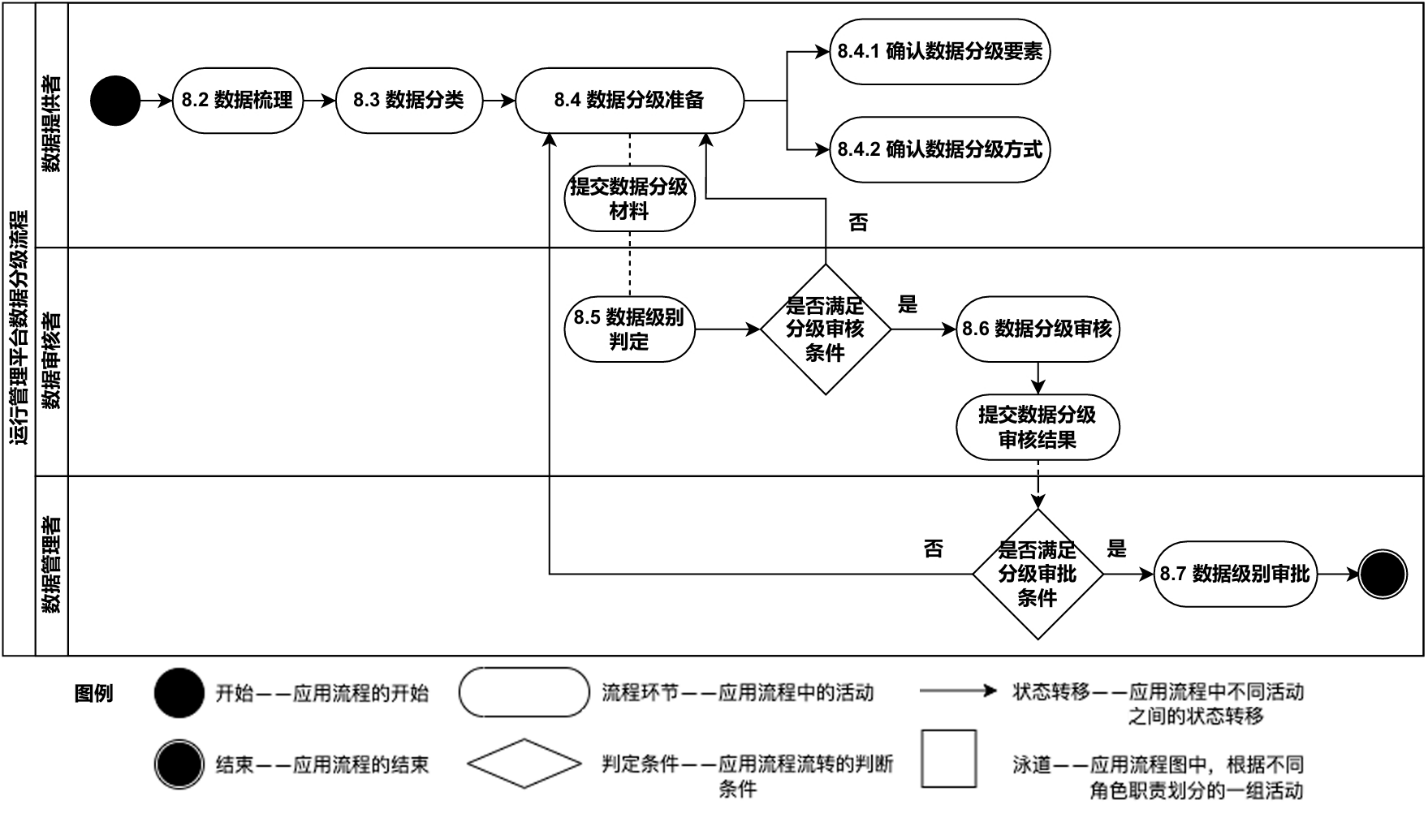 运行管理平台数据分级流程
数据提供者
8.2 数据梳理
8.3 数据分类
8.4 数据分级准备
8.4.1 确认数据分级要素
8.4.2 确认数据分级方式
提交数据分级
材料
否
数据审核者
8.5 数据级别
判定
是否满足
分级审核
条件
是
8.6 数据分级审核
提交数据分级
审核结果
数据管理者
否
是否满足
分级审批
条件
是
8.7 数据级别审批
图例
开始——应用流程的开始
流程环节——应用流程中的活动
状态转移——应用流程中不同活动
之间的状态转移
结束——应用流程的结束
判定条件——应用流程流转的判断
条件
泳道——应用流程图中，根据不同
角色职责划分的一组活动